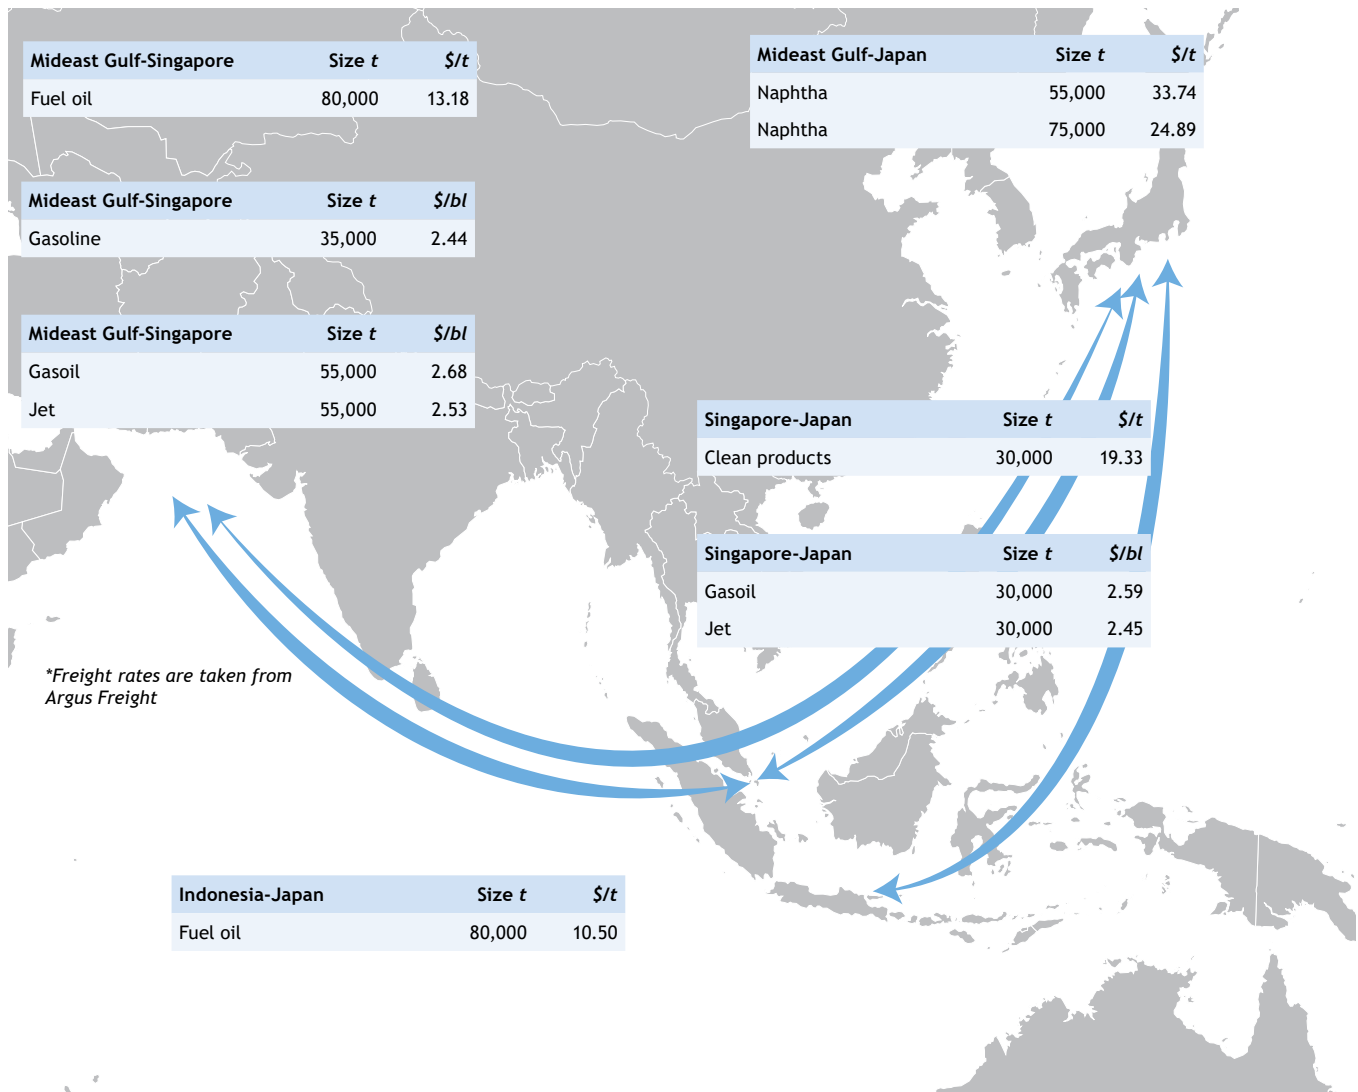 Mideast Gulf-Singapore Size t $/t
Fuel oil 80,000 13.18
Mideast Gulf-Japan Size t $/t
Naphtha 55,000 33.74
Naphtha 75,000 24.89
Mideast Gulf-Singapore Size t $/bl
Gasoline 35,000 2.44
Mideast Gulf-Singapore Size t $/bl
Gasoil 55,000 2.68
Jet 55,000 2.53
Singapore-Japan Size t $/t
Clean products 30,000 19.33
Singapore-Japan Size t $/bl
Gasoil 30,000 2.59
Jet 30,000 2.45
*Freight rates are taken from
Argus Freight
Indonesia-Japan Size t $/t
Fuel oil 80,000 10.50